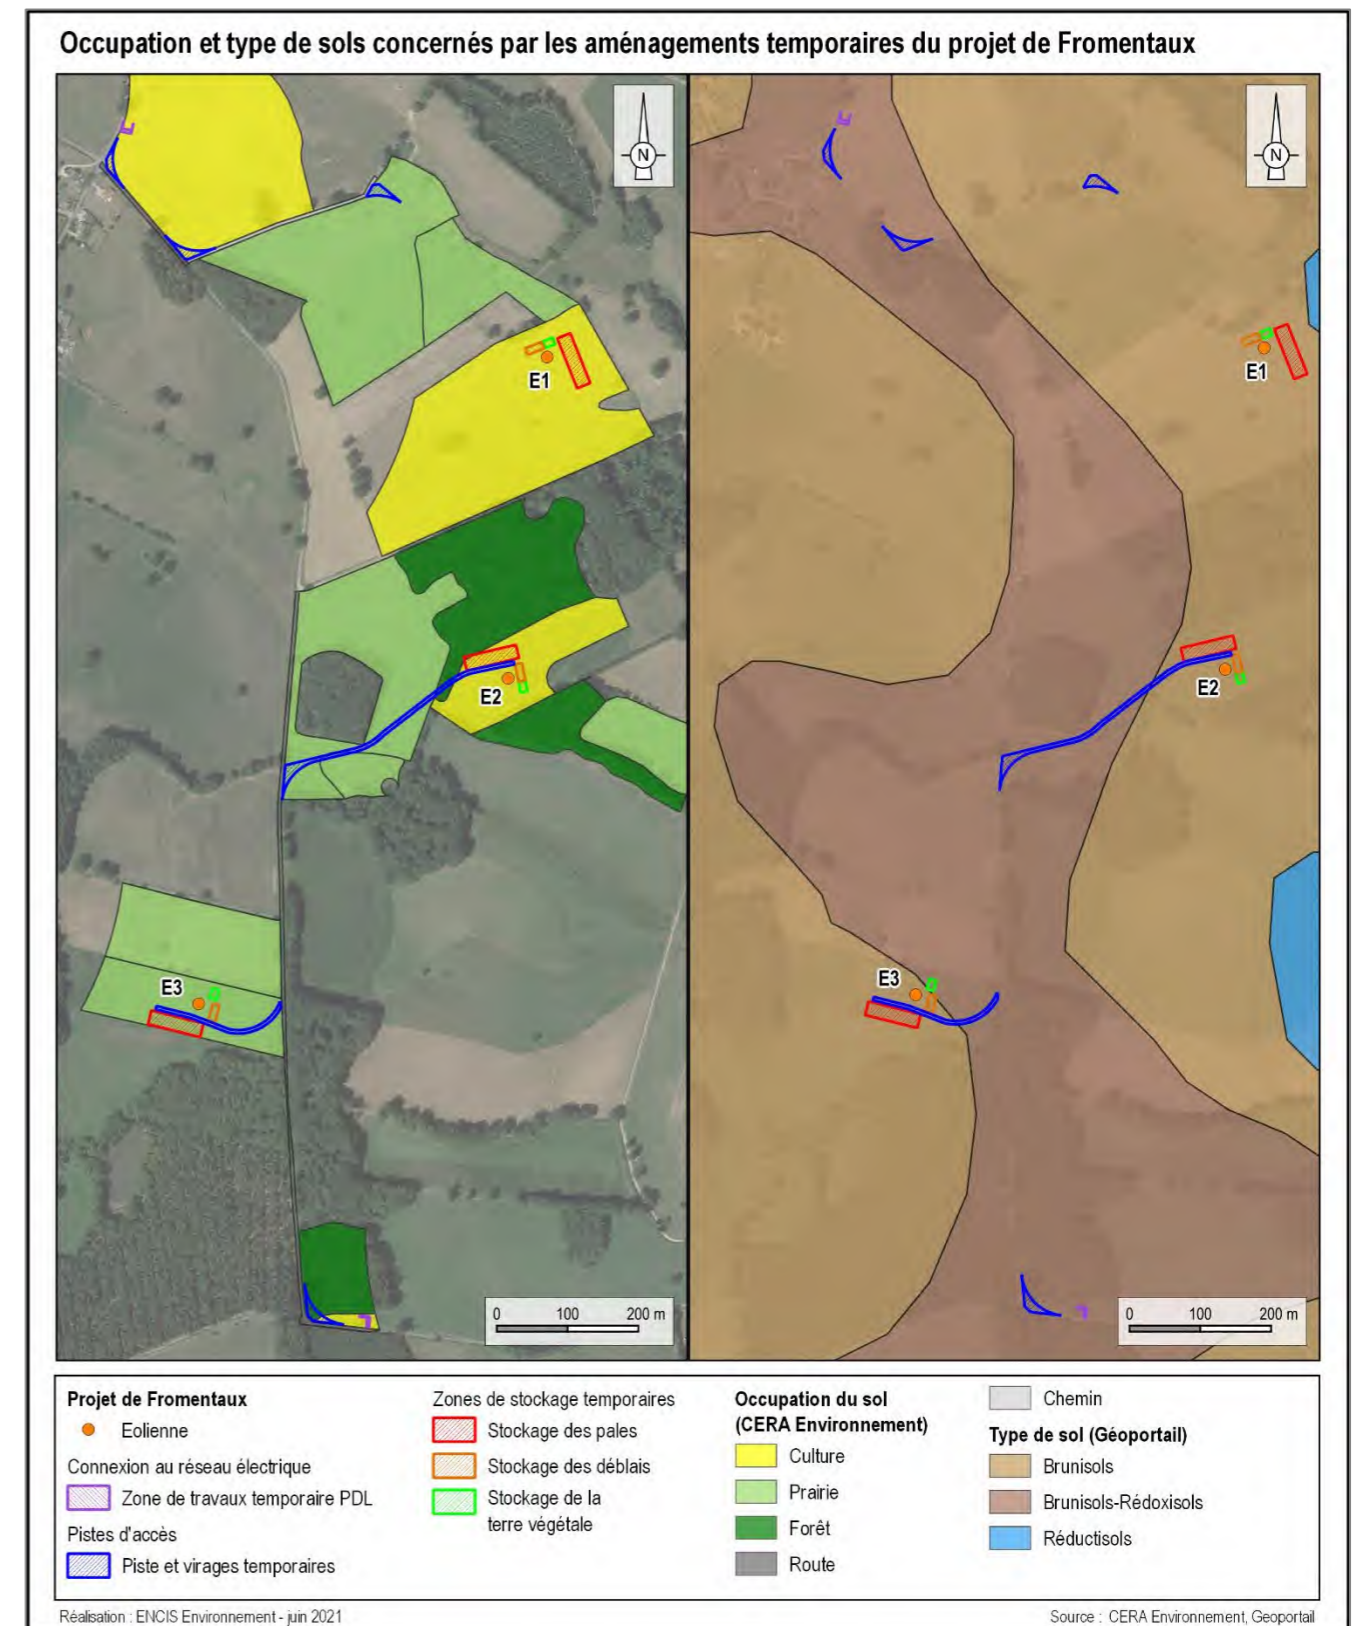 Occupation et type de sols concernés par les aménagements temporaires du projet de Fromentaux
N
E1
E2
E3
0 100 200 m
N
E1
E2
E3
0 100 200 m
Projet de Fromentaux
Eolienne
Connexion au réseau électrique
Zone de travaux temporaire PDL
Pistes d'accès
Piste et virages temporaires
Zones de stockage temporaires
Stockage des pales
Stockage des déblais
Stockage de la
terre végétale
Occupation du sol
(CERA Environnement)
Culture
Prairie
Forêt
Route
Chemin
Type de sol (Géoportail)
Brunisols
Brunisols-Rédoxisols
Réductisols
Réalisation : ENCIS Environnement - juin 2021
Source : CERA Environnement, Geoportail